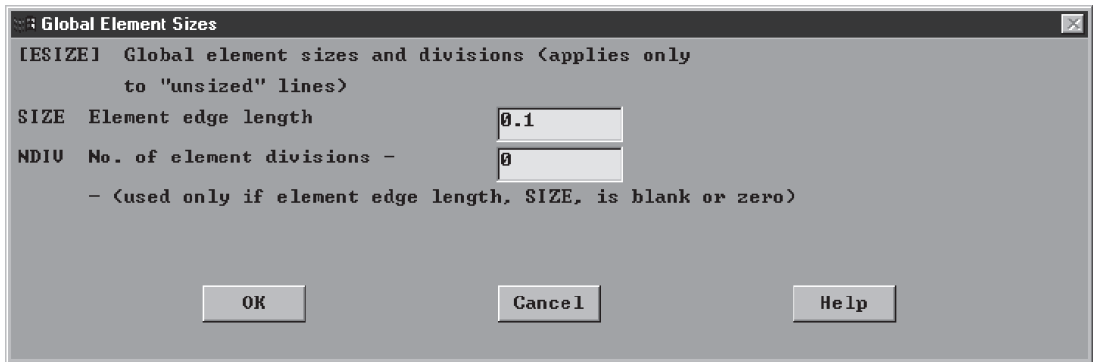 Global Element Sizes
[ESIZE] Global element sizes and divisions (applies only
to "unsized" lines)
SIZE Element edge length 0.1
NDIV No. of element divisions - 0
- (used only if element edge length, SIZE, is blank or zero)
OK Cancel Help